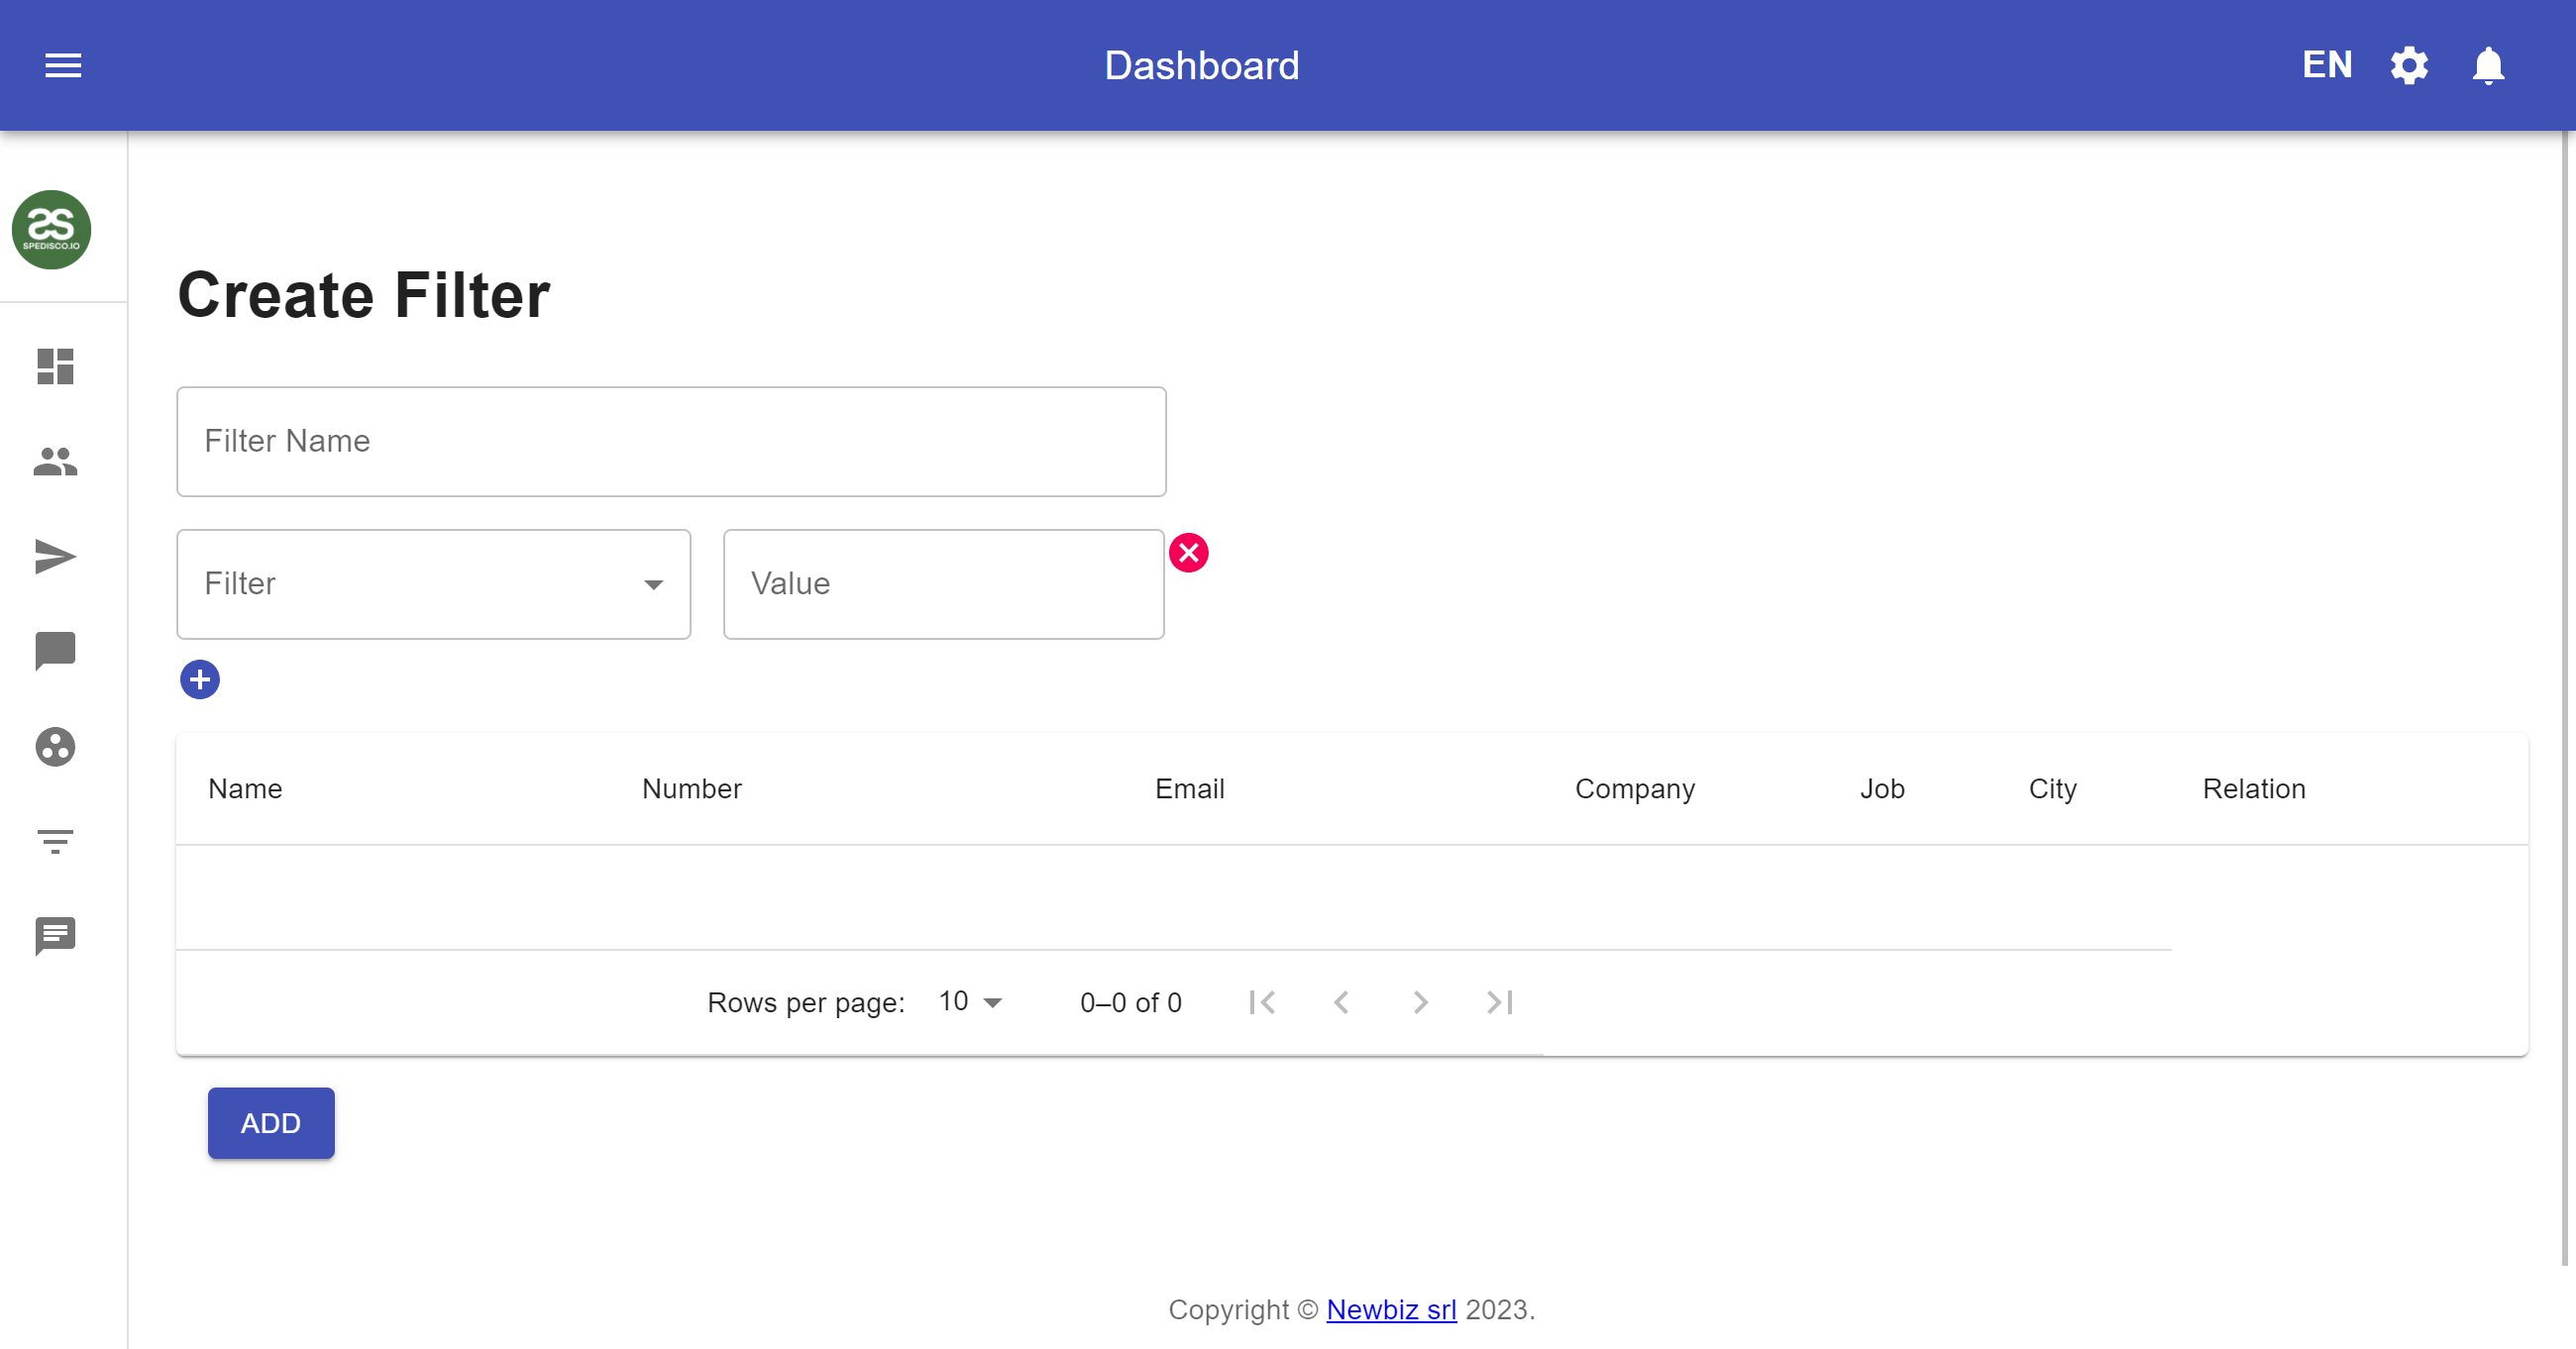 Dashboard EN
SPEDISCO.IO
Create Filter
Filter Name
Filter Value
Name Number Email Company Job City Relation
Rows per page: 10 0–0 of 0
ADD
Copyright © Newbiz srl 2023.